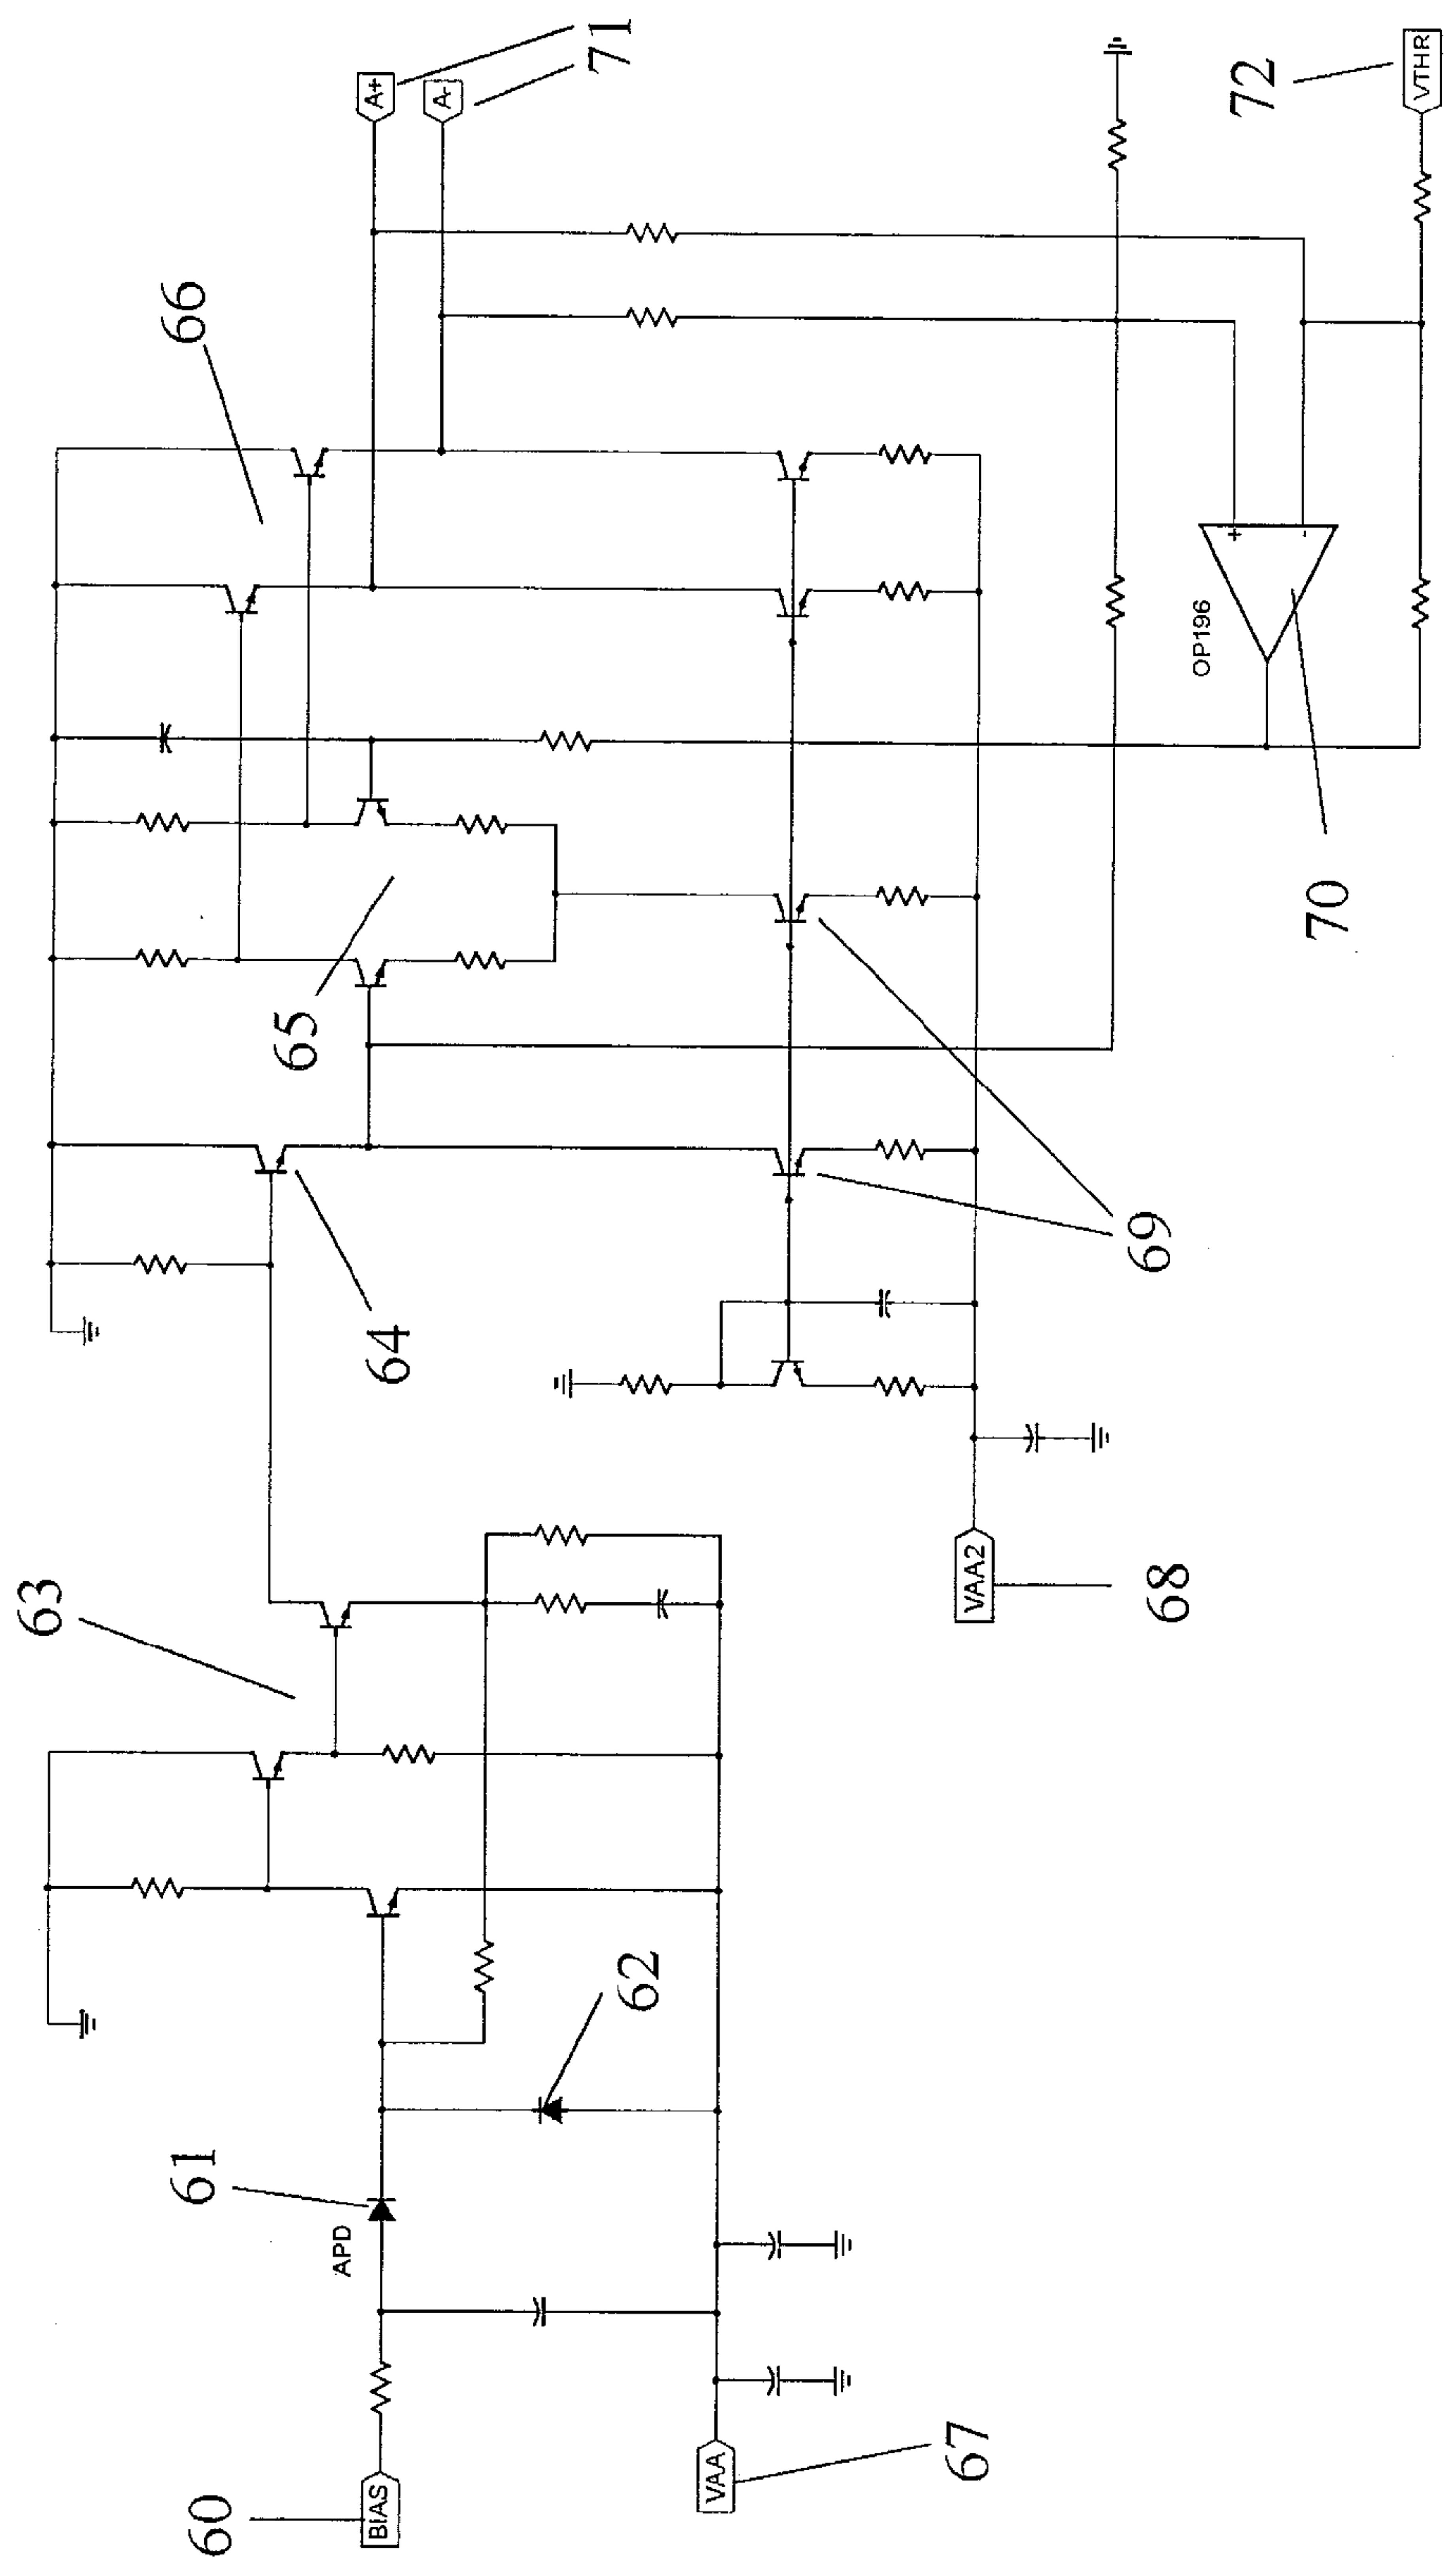 63
66
A+
A-
71
60
BIAS
61
APD
64
65
62
67
VAA
68
VAA2
69
OP196
+
-
70
72
VTHR